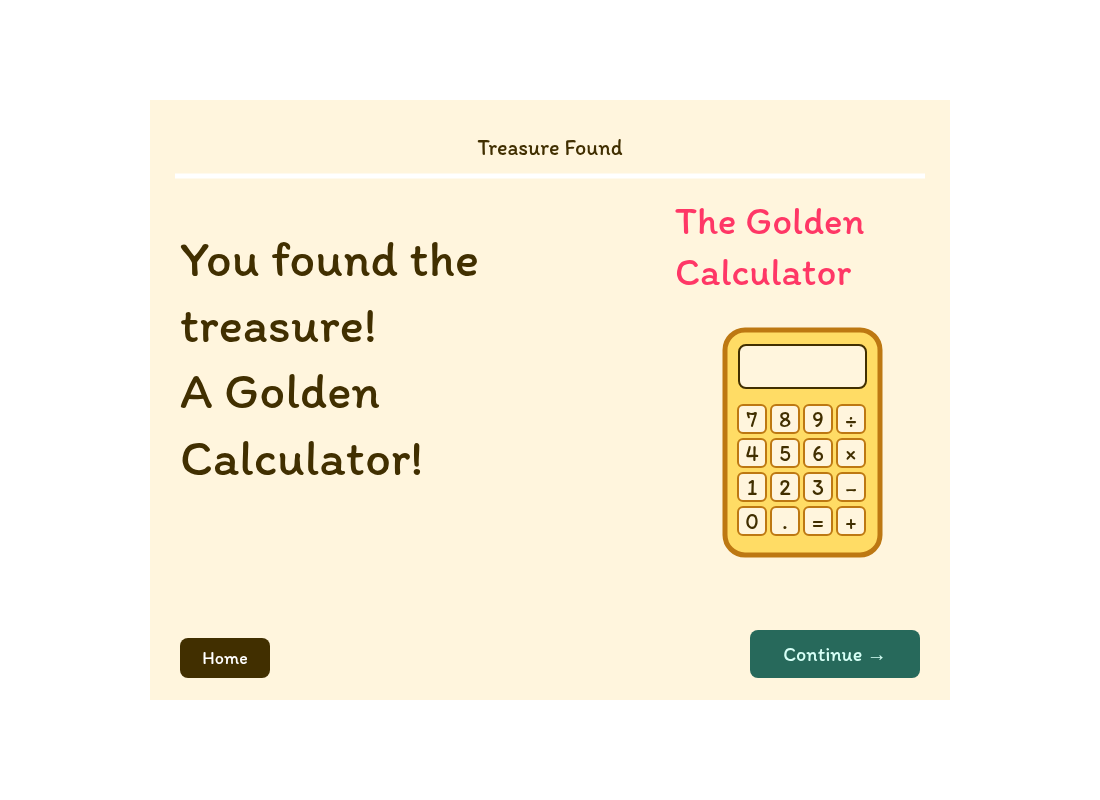 Treasure Found
You found the
treasure!
A Golden
Calculator!
The Golden
Calculator
7 8 9 ÷
4 5 6 ×
1 2 3 −
0 . = +
Home
Continue →